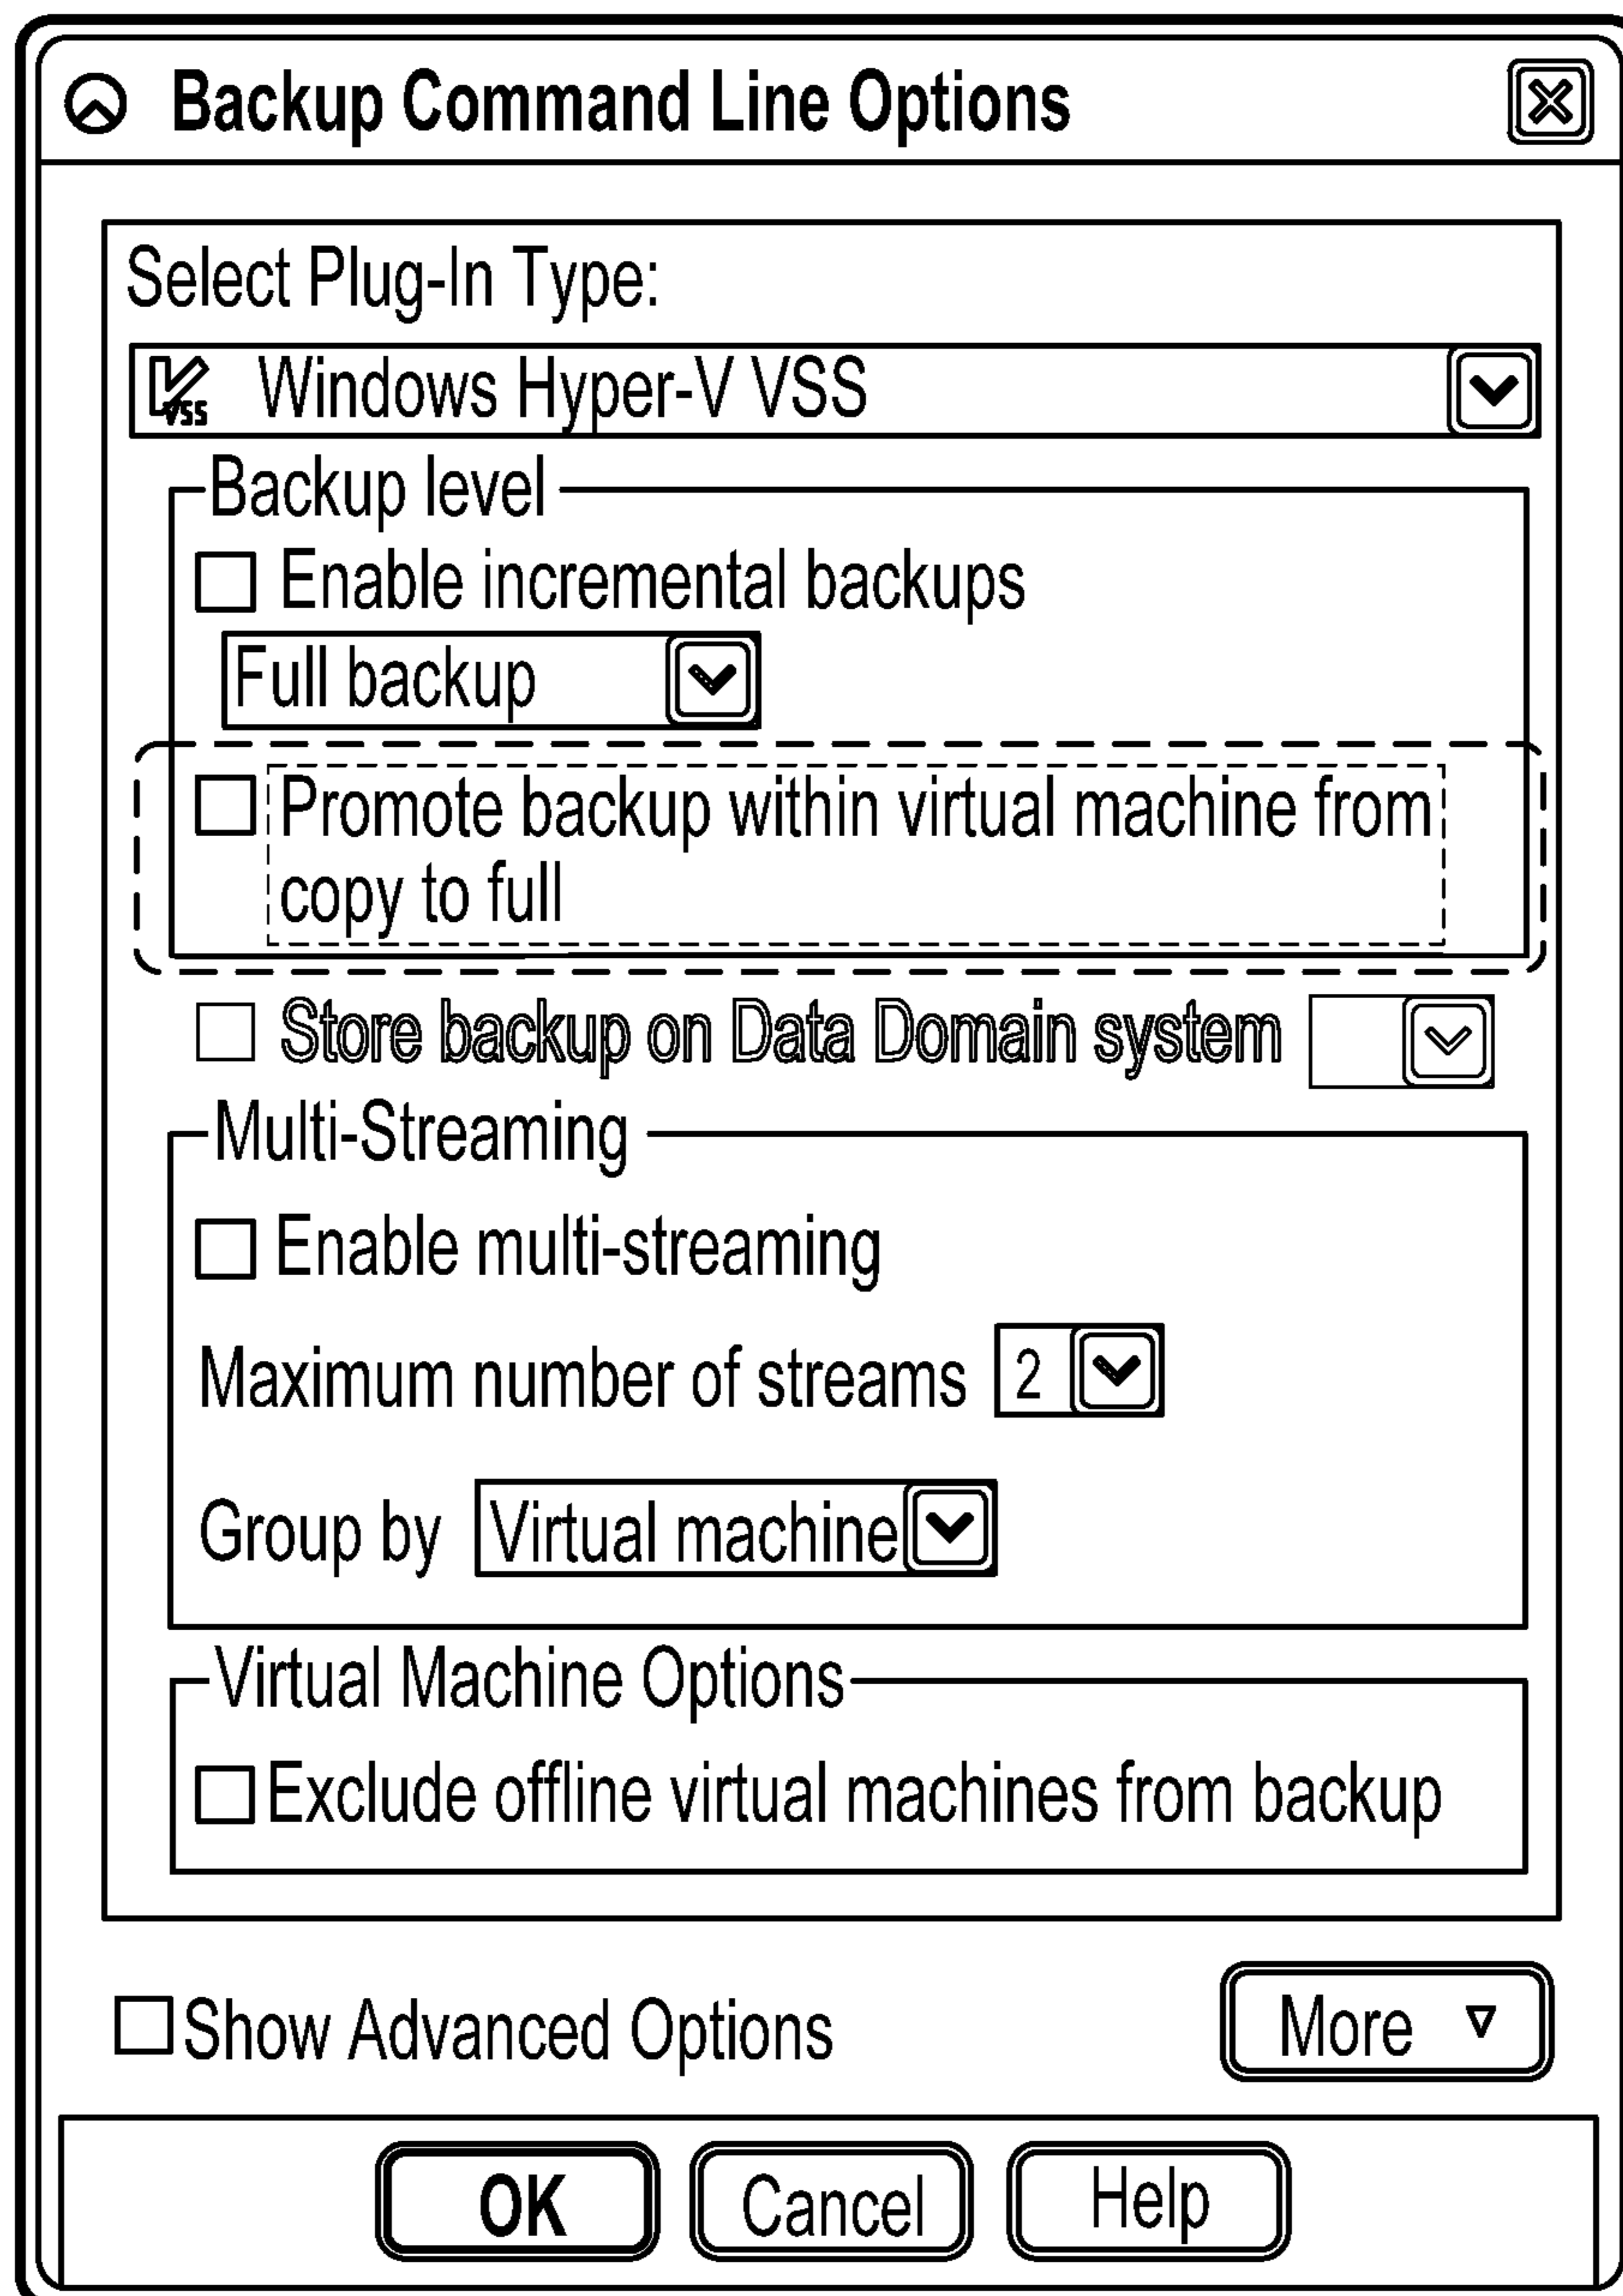 Backup Command Line Options
Select Plug-In Type:
VSS Windows Hyper-V VSS
Backup level
Enable incremental backups
Full backup
Promote backup within virtual machine from
copy to full
Store backup on Data Domain system
Multi-Streaming
Enable multi-streaming
Maximum number of streams 2
Group by Virtual machine
Virtual Machine Options
Exclude offline virtual machines from backup
Show Advanced Options More
OK Cancel Help